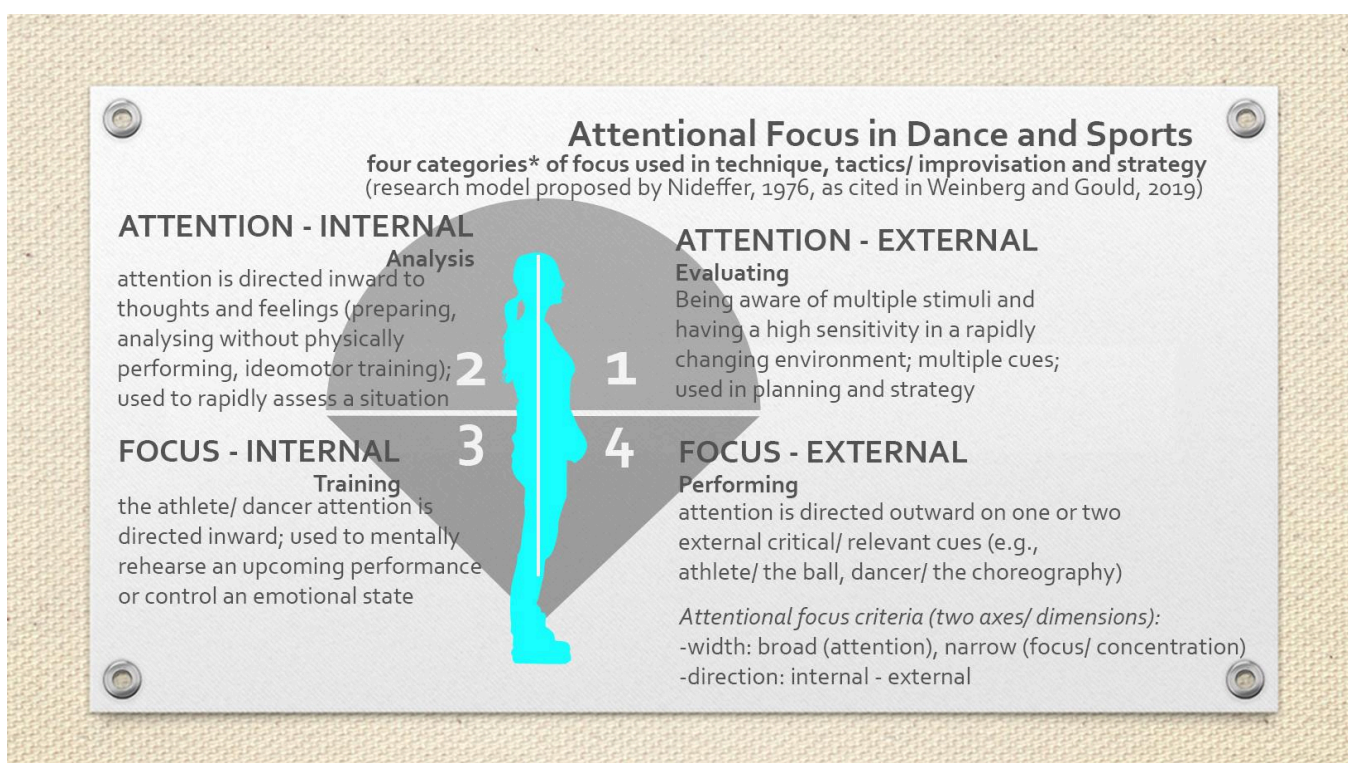 Attentional Focus in Dance and Sports
four categories* of focus used in technique, tactics/ improvisation and strategy
(research model proposed by Nideffer, 1976, as cited in Weinberg and Gould, 2019)
ATTENTION - INTERNAL
Analysis
attention is directed inward to
thoughts and feelings (preparing,
analysing without physically
performing, ideomotor training);
used to rapidly assess a situation
2
ATTENTION - EXTERNAL
Evaluating
Being aware of multiple stimuli and
having a high sensitivity in a rapidly
changing environment; multiple cues;
used in planning and strategy
1
FOCUS - INTERNAL
Training
the athlete/ dancer attention is
directed inward; used to mentally
rehearse an upcoming performance
or control an emotional state
3
FOCUS - EXTERNAL
Performing
attention is directed outward on one or two
external critical/ relevant cues (e.g.,
athlete/ the ball, dancer/ the choreography)
4
Attentional focus criteria (two axes/ dimensions):
-width: broad (attention), narrow (focus/ concentration)
-direction: internal - external